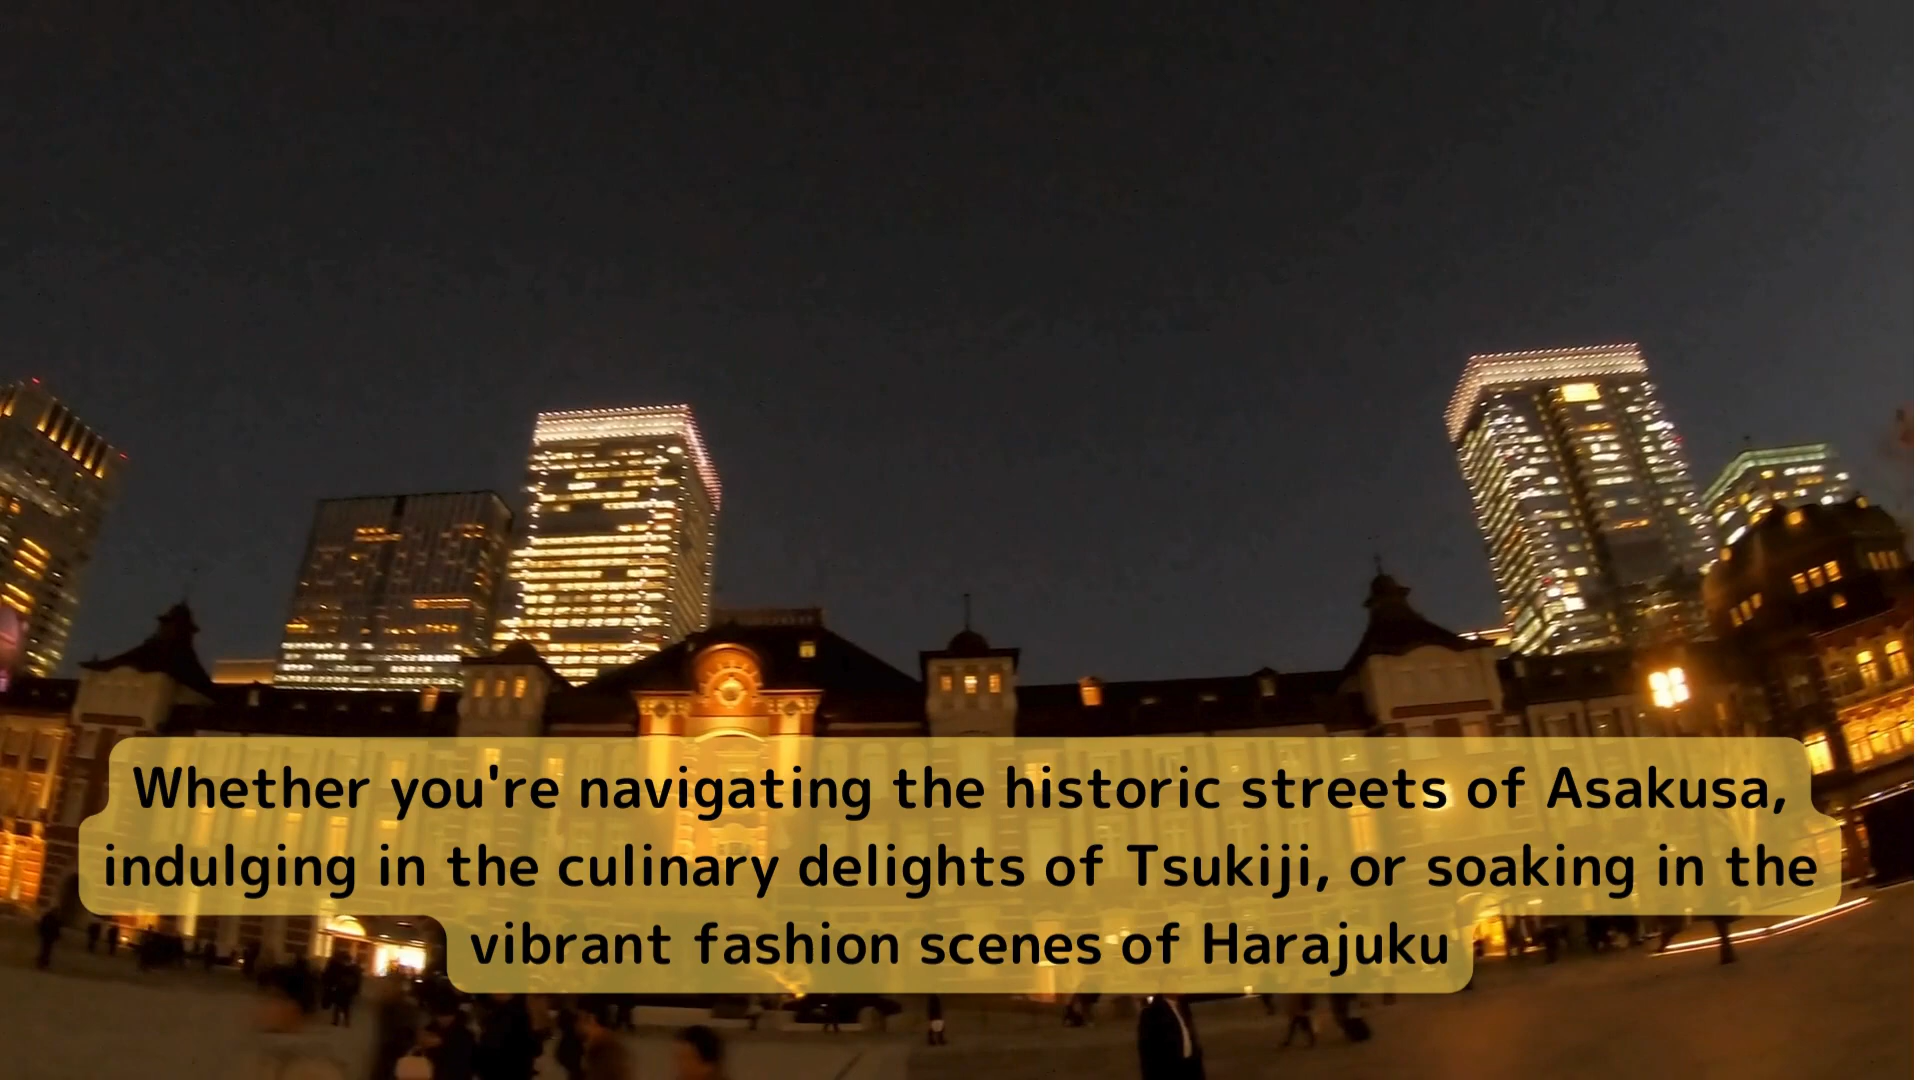 Whether you're navigating the historic streets of Asakusa,
indulging in the culinary delights of Tsukiji, or soaking in the
vibrant fashion scenes of Harajuku